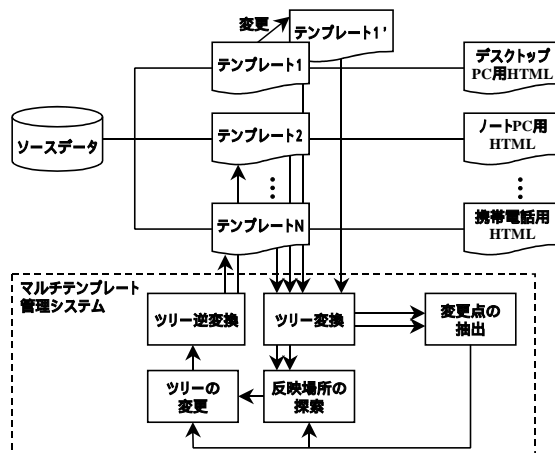 変更
テンプレート1'
テンプレート1
デスクトップ
PC用HTML
ソースデータ
テンプレート2
ノートPC用
HTML
テンプレートN
携帯電話用
HTML
マルチテンプレート
管理システム
ツリー逆変換
ツリー変換
変更点の
抽出
ツリーの
変更
反映場所の
探索